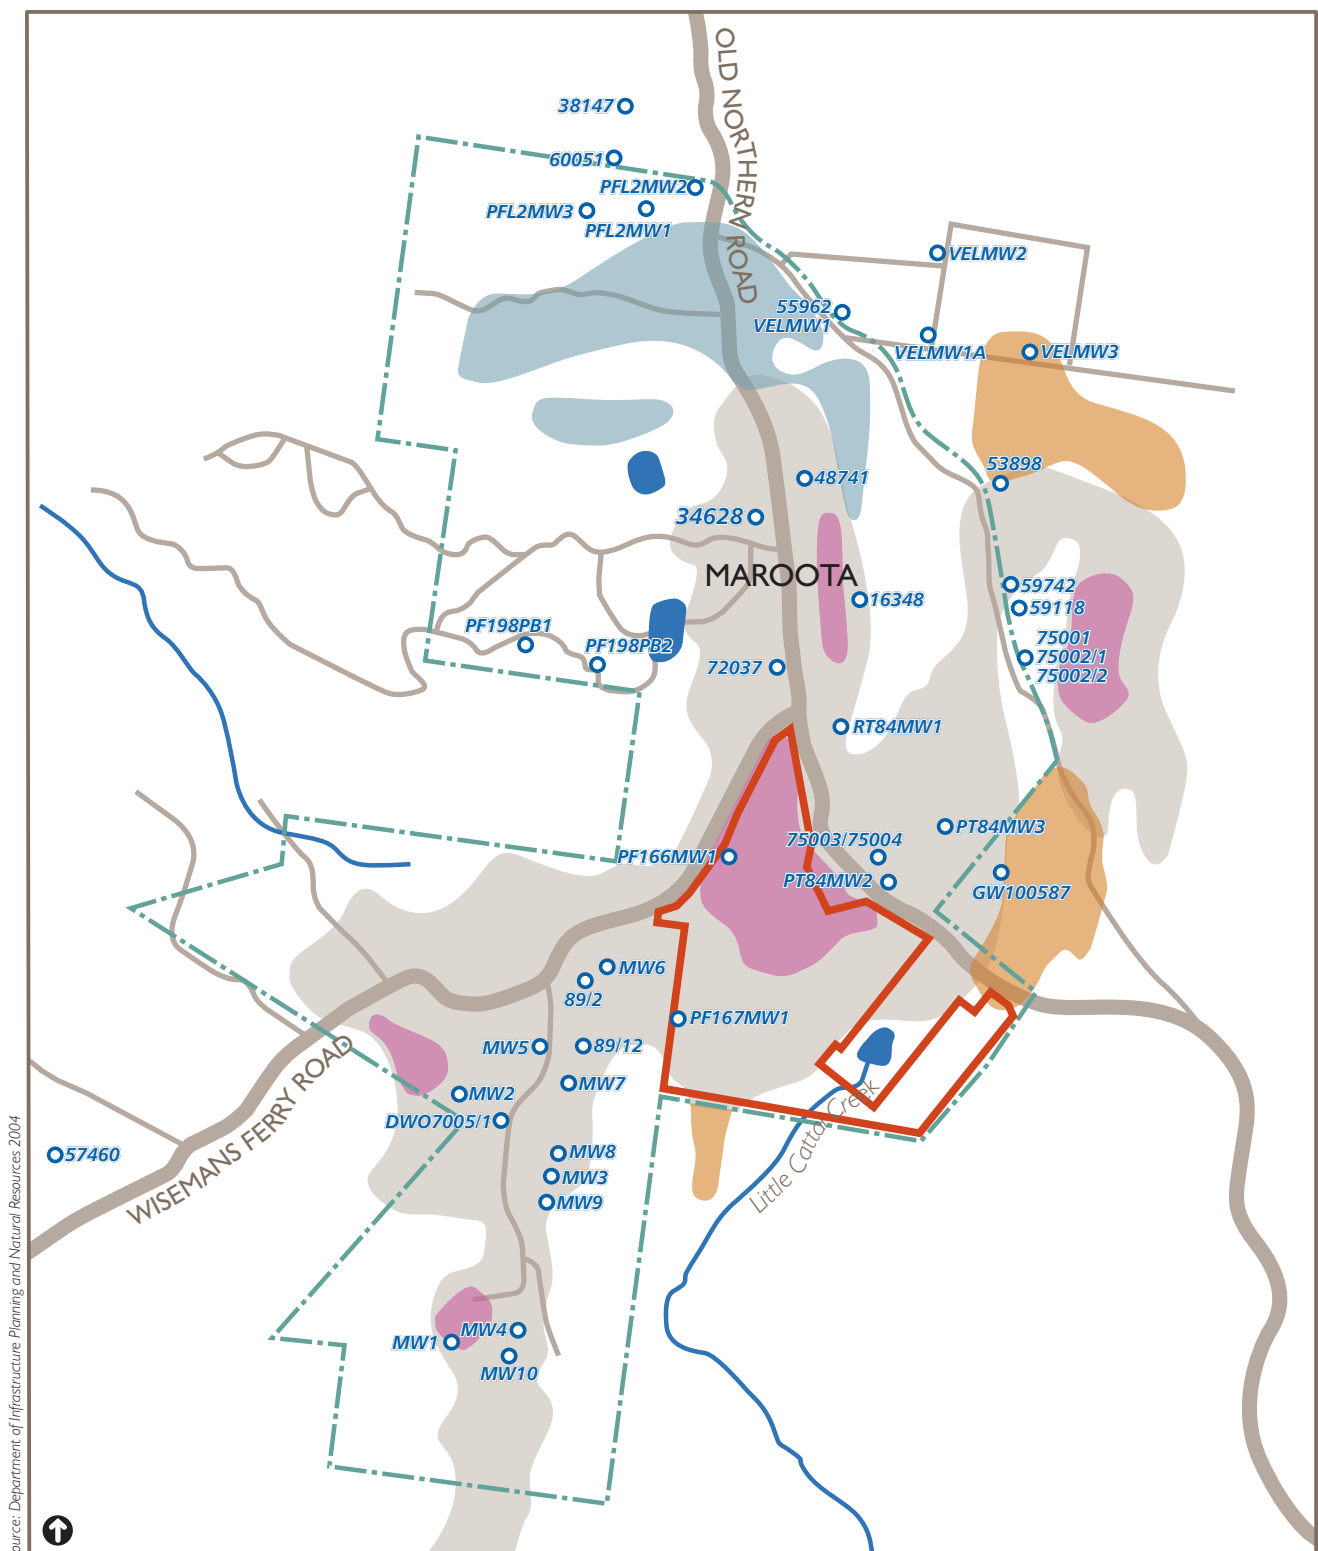 OLD NORTHERN ROAD
38147
60051
PFL2MW2
PFL2MW3
PFL2MW1
VELMW2
55962
VELMW1
VELMW1A
VELMW3
53898
48741
34628
MAROOTA
59742
16348
59118
PF198PB1
75001
PF198PB2
75002/1
72037
75002/2
RT84MW1
PT84MW3
75003/75004
PF166MW1
PT84MW2
GW100587
MW6
89/2
PF167MW1
MW5
89/12
MW7
MW2
WISEMANS FERRY ROAD
DWO7005/1
Little Cattai Creek
57460
MW8
MW3
MW9
MW4
MW1
MW10
ource: Department of Infrastructure Planning and Natural Resources 2004